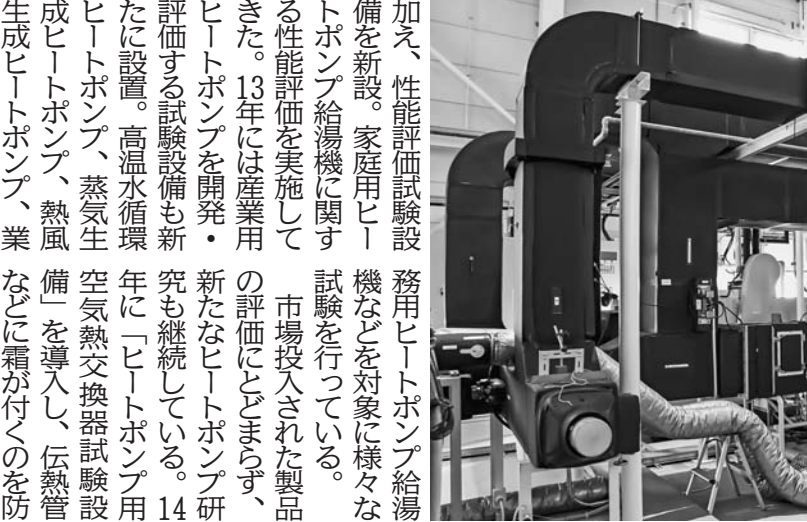 加え、性能評価試験設
備を新設。家庭用ヒー
トポンプ給湯機に関す
る性能評価を実施して
きた。13年には産業用
ヒートポンプを開発・
評価する試験設備も新
たに設置。高温水循環
ヒートポンプ、蒸気生
成ヒートポンプ、熱風
生成ヒートポンプ、業
務用ヒートポンプ給湯
機などを対象に様々な
試験を行っている。
　市場投入された製品
の評価にとどまらず、
新たなヒートポンプ研
究も継続している。14
年に「ヒートポンプ用
空気熱交換器試験設
備」を導入し、伝熱管
などに霜が付くのを防